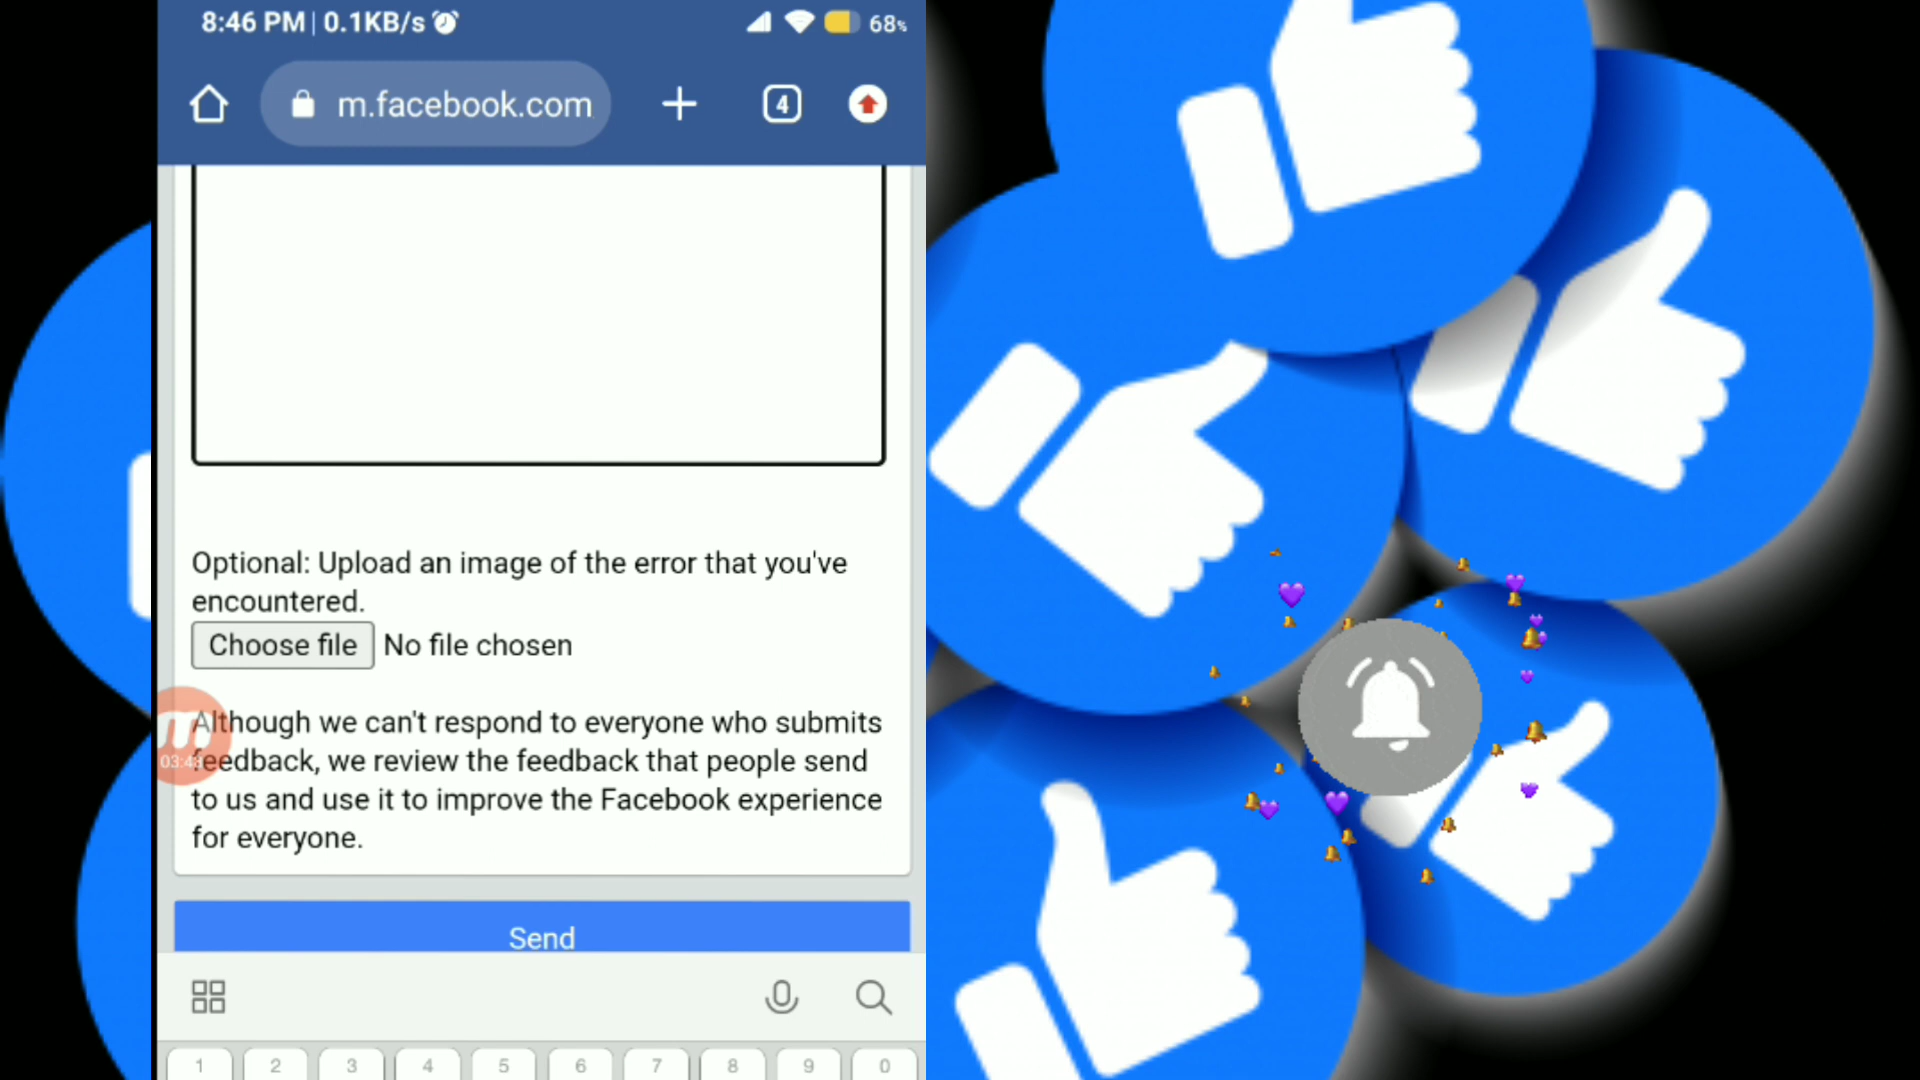 8:46 PM | 0.1KB/s
68%
m.facebook.com
4
Optional: Upload an image of the error that you've
encountered.
Choose file No file chosen
Although we can't respond to everyone who submits
feedback, we review the feedback that people send
to us and use it to improve the Facebook experience
for everyone.
03:48
Send
1 2 3 4 5 6 7 8 9 0